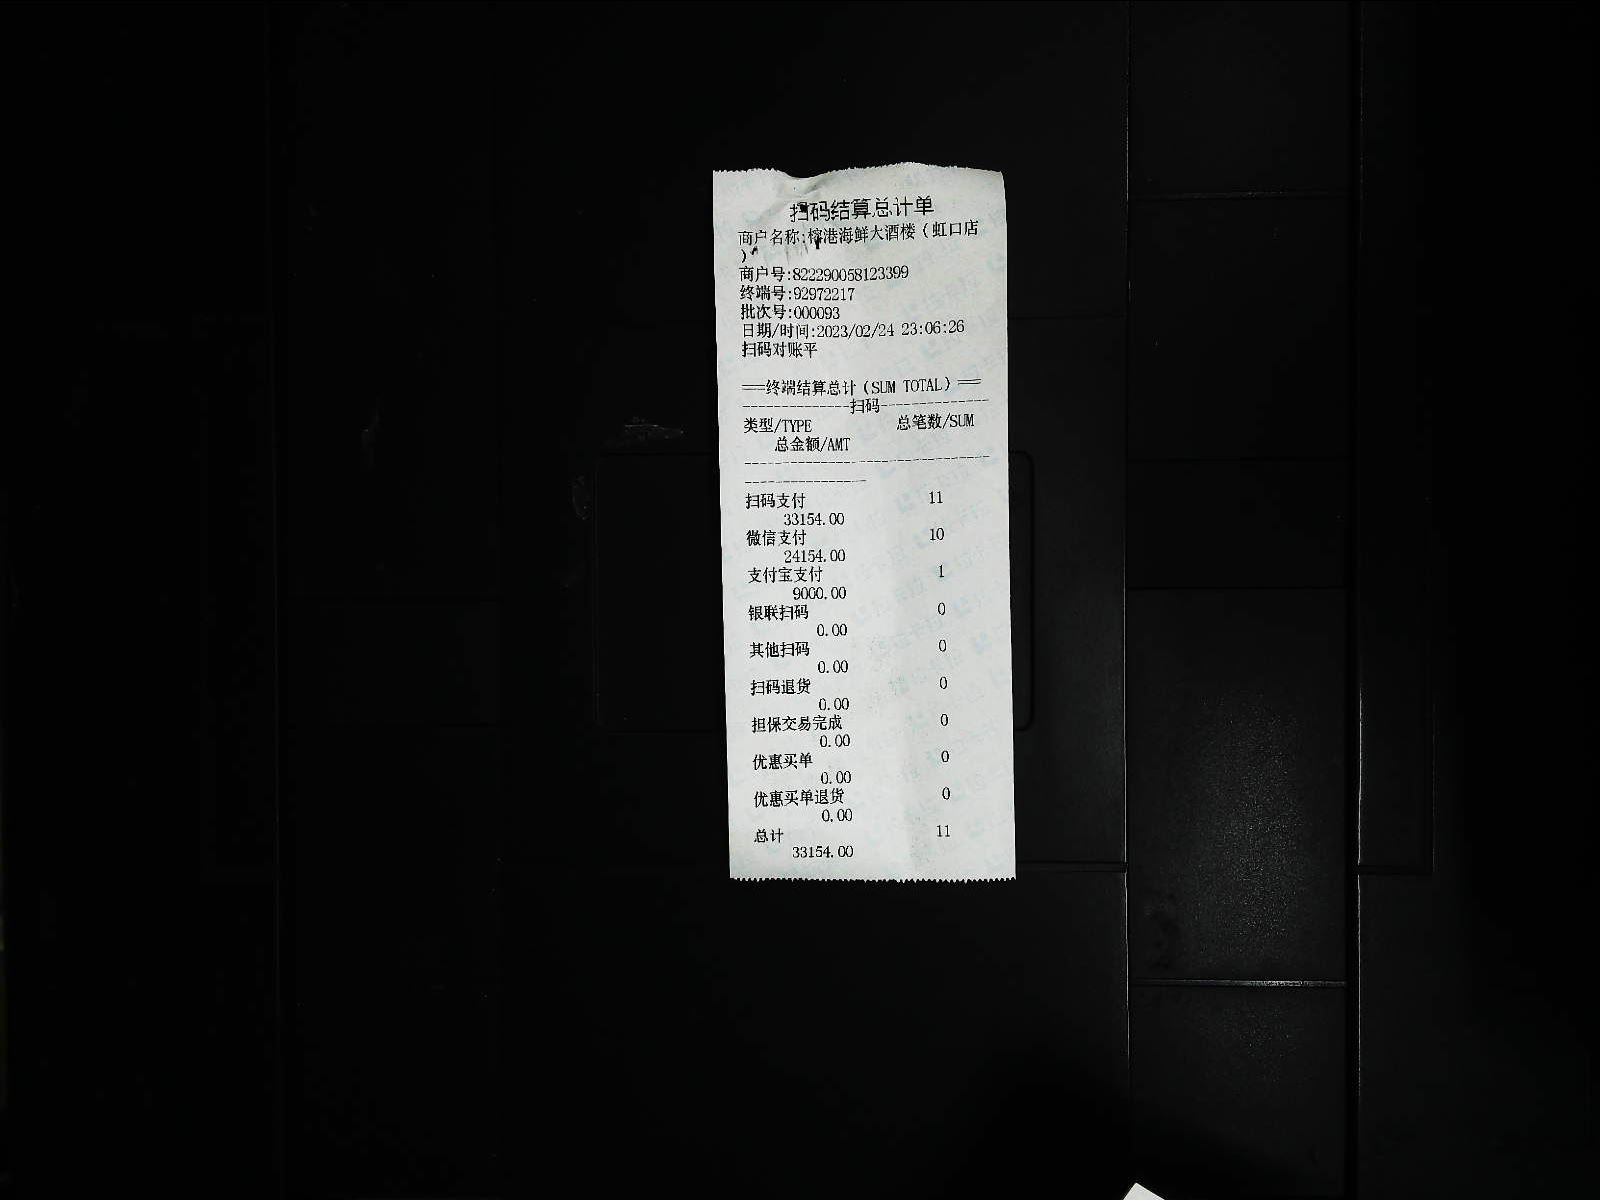 扫码结算总计单
商户名称:榕港海鲜大酒楼（虹口店
）
商户号:822290058123399
终端号:92972217
批次号:000093
日期/时间:2023/02/24 23:06:26
扫码对账平
===终端结算总计（SUM TOTAL）===
--------------扫码--------------
类型/TYPE 总笔数/SUM
总金额/AMT
--------------------------------
----------------
扫码支付 11
33154.00
微信支付 10
24154.00
支付宝支付 1
9000.00
银联扫码 0
0.00
其他扫码 0
0.00
扫码退货 0
0.00
担保交易完成 0
0.00
优惠买单 0
0.00
优惠买单退货 0
0.00
总计 11
33154.00